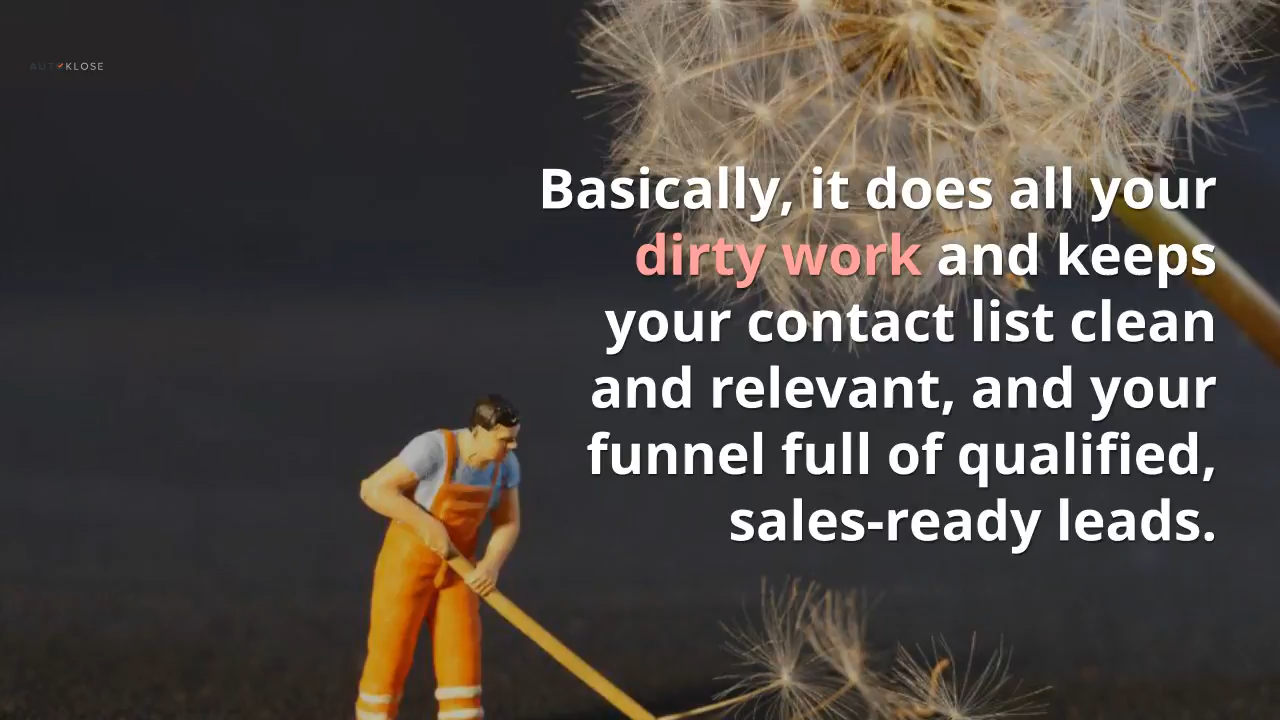 AUTOKLOSE
Basically, it does all your
dirty work and keeps
your contact list clean
and relevant, and your
funnel full of qualified,
sales-ready leads.